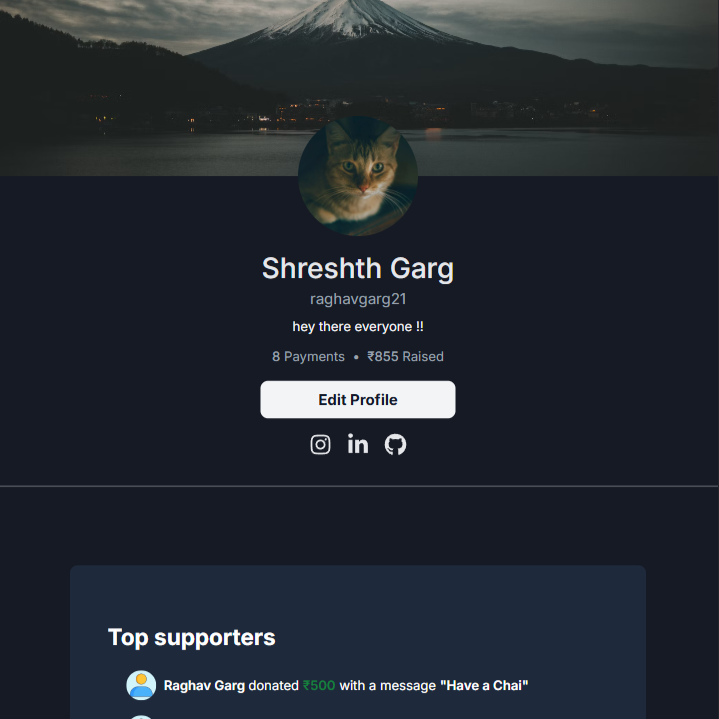 Shreshth Garg
raghavgarg21
hey there everyone !!
8 Payments • ₹855 Raised
Edit Profile
in
Top supporters
Raghav Garg donated ₹500 with a message "Have a Chai"